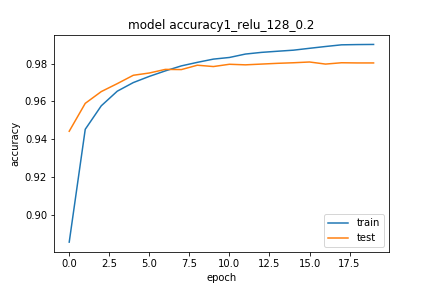 model accuracy1_relu_128_0.2
accuracy
0.98
0.96
0.94
0.92
0.90
0.0 2.5 5.0 7.5 10.0 12.5 15.0 17.5
epoch
train
test